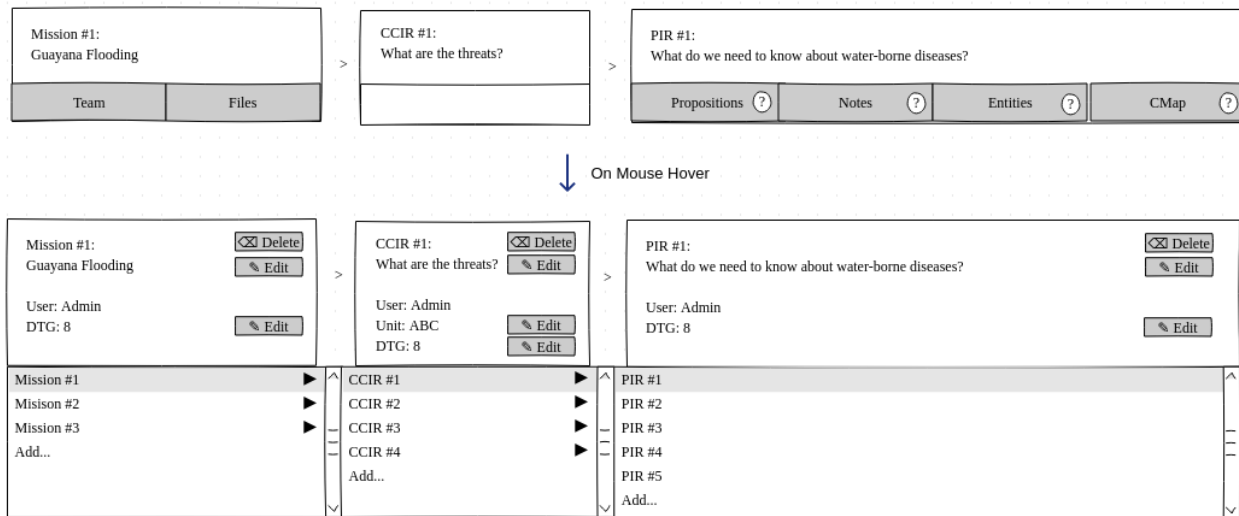 Mission #1:
Guayana Flooding
Team
Files
>
CCIR #1:
What are the threats?
>
PIR #1:
What do we need to know about water-borne diseases?
Propositions ?
Notes ?
Entities ?
CMap ?
On Mouse Hover
Mission #1:
Guayana Flooding
⌫ Delete
✎ Edit
User: Admin
DTG: 8
✎ Edit
>
CCIR #1:
What are the threats?
⌫ Delete
✎ Edit
User: Admin
Unit: ABC
DTG: 8
✎ Edit
✎ Edit
>
PIR #1:
What do we need to know about water-borne diseases?
⌫ Delete
✎ Edit
User: Admin
DTG: 8
✎ Edit
Mission #1
Misison #2
Mission #3
Add...
CCIR #1
CCIR #2
CCIR #3
CCIR #4
Add...
PIR #1
PIR #2
PIR #3
PIR #4
PIR #5
Add...